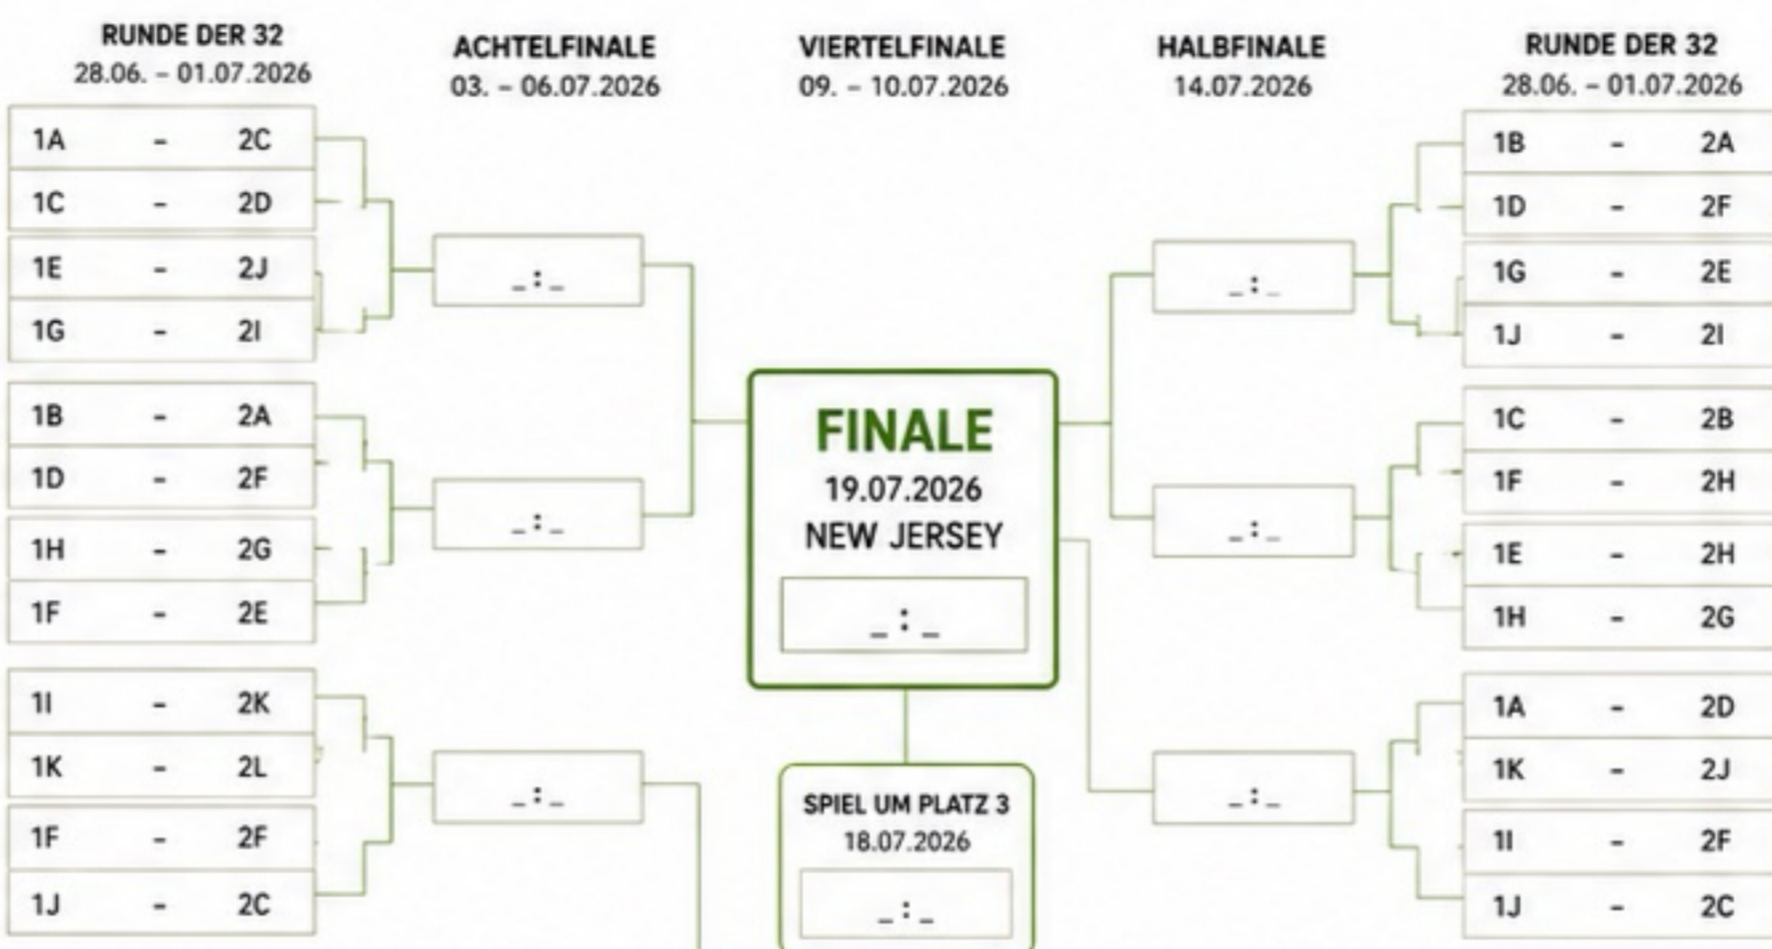 RUNDE DER 32
28.06. – 01.07.2026
1A – 2C
1C – 2D
1E – 2J
1G – 2I
1B – 2A
1D – 2F
1H – 2G
1F – 2E
1I – 2K
1K – 2L
1F – 2F
1J – 2C
ACHTELFINALE
03. – 06.07.2026
_ : _
_ : _
_ : _
VIERTELFINALE
09. – 10.07.2026
FINALE
19.07.2026
NEW JERSEY
_ : _
SPIEL UM PLATZ 3
18.07.2026
_ : _
HALBFINALE
14.07.2026
_ : _
_ : _
_ : _
RUNDE DER 32
28.06. – 01.07.2026
1B – 2A
1D – 2F
1G – 2E
1J – 2I
1C – 2B
1F – 2H
1E – 2H
1H – 2G
1A – 2D
1K – 2J
1I – 2F
1J – 2C